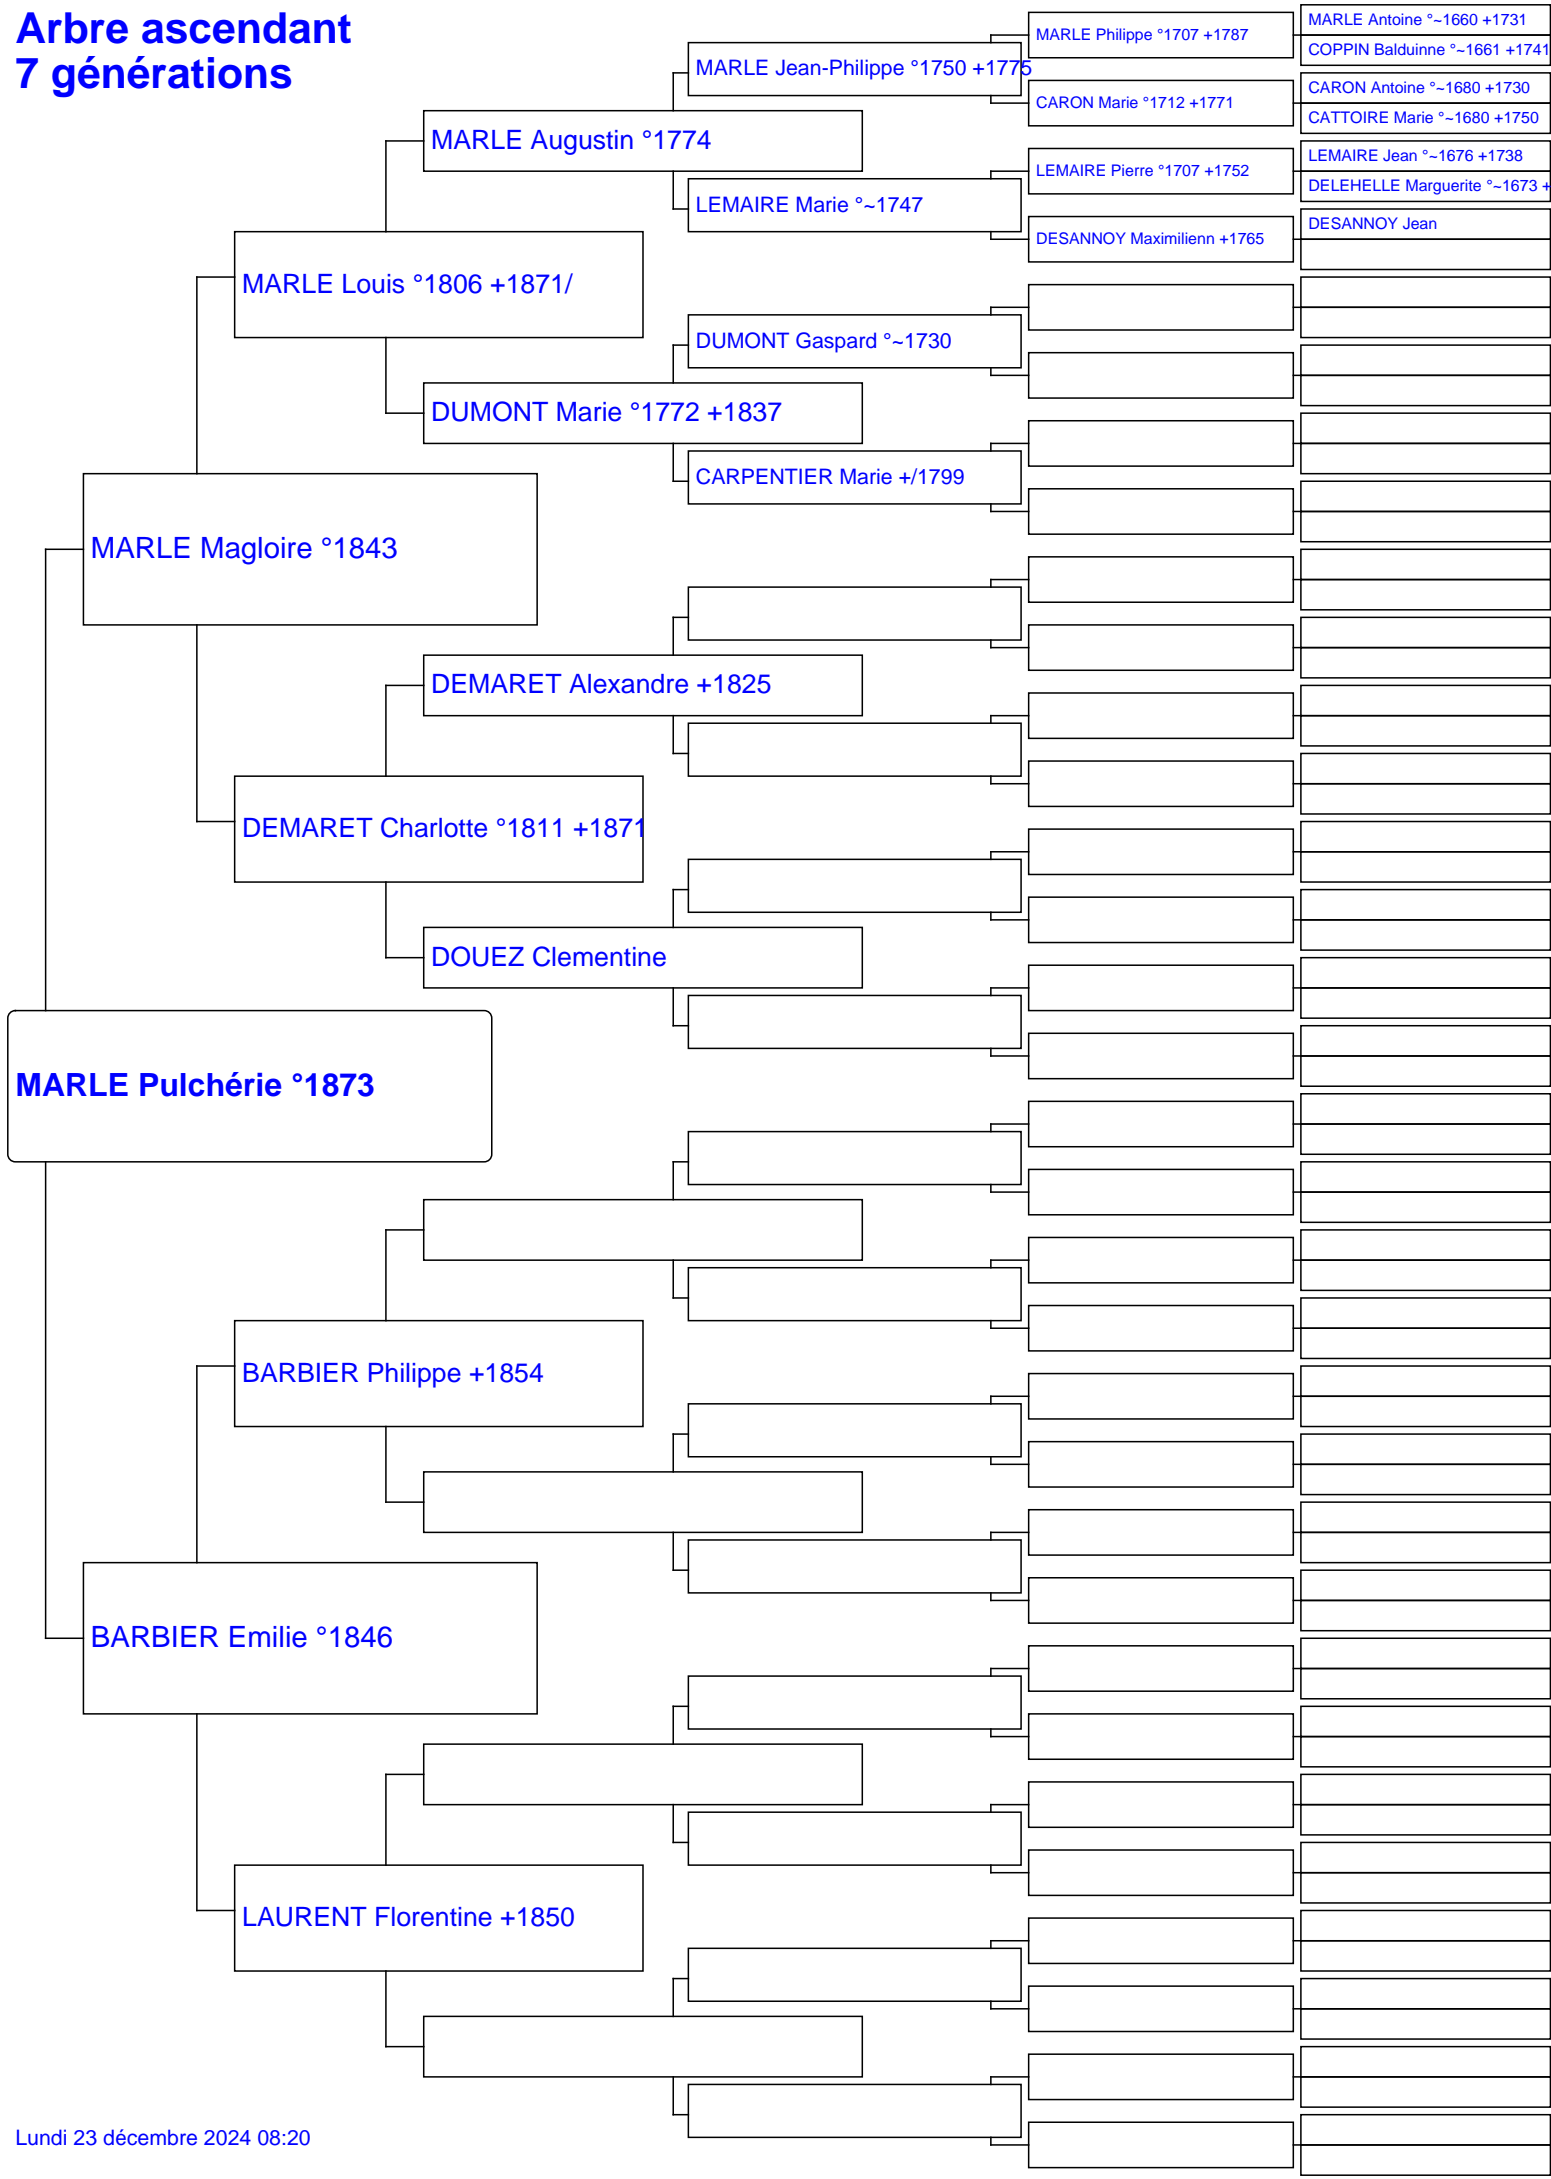 Arbre ascendant
7 générations
MARLE Antoine °~1660 +1731
MARLE Philippe °1707 +1787
COPPIN Balduinne °~1661 +1741
MARLE Jean-Philippe °1750 +1775
CARON Antoine °~1680 +1730
CARON Marie °1712 +1771
CATTOIRE Marie °~1680 +1750
MARLE Augustin °1774
LEMAIRE Jean °~1676 +1738
LEMAIRE Pierre °1707 +1752
DELEHELLE Marguerite °~1673 +
LEMAIRE Marie °~1747
DESANNOY Jean
DESANNOY Maximilienn +1765
MARLE Louis °1806 +1871/
DUMONT Gaspard °~1730
DUMONT Marie °1772 +1837
CARPENTIER Marie +/1799
MARLE Magloire °1843
DEMARET Alexandre +1825
DEMARET Charlotte °1811 +1871
DOUEZ Clementine
MARLE Pulchérie °1873
BARBIER Philippe +1854
BARBIER Emilie °1846
LAURENT Florentine +1850
Lundi 23 décembre 2024 08:20